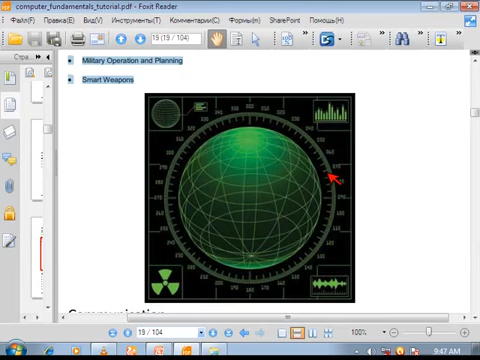 computer_fundamentals_tutorial.pdf - Foxit Reader
Файл(F)
Правка(E)
Вид(V)
Инструменты(T)
Комментарии(C)
Формы(m)
SharePoint
Помощь(H)
19 (19 / 104)
Стра...
Military Operation and Planning
Smart Weapons
Communication
19 / 104
100%
9:47 AM